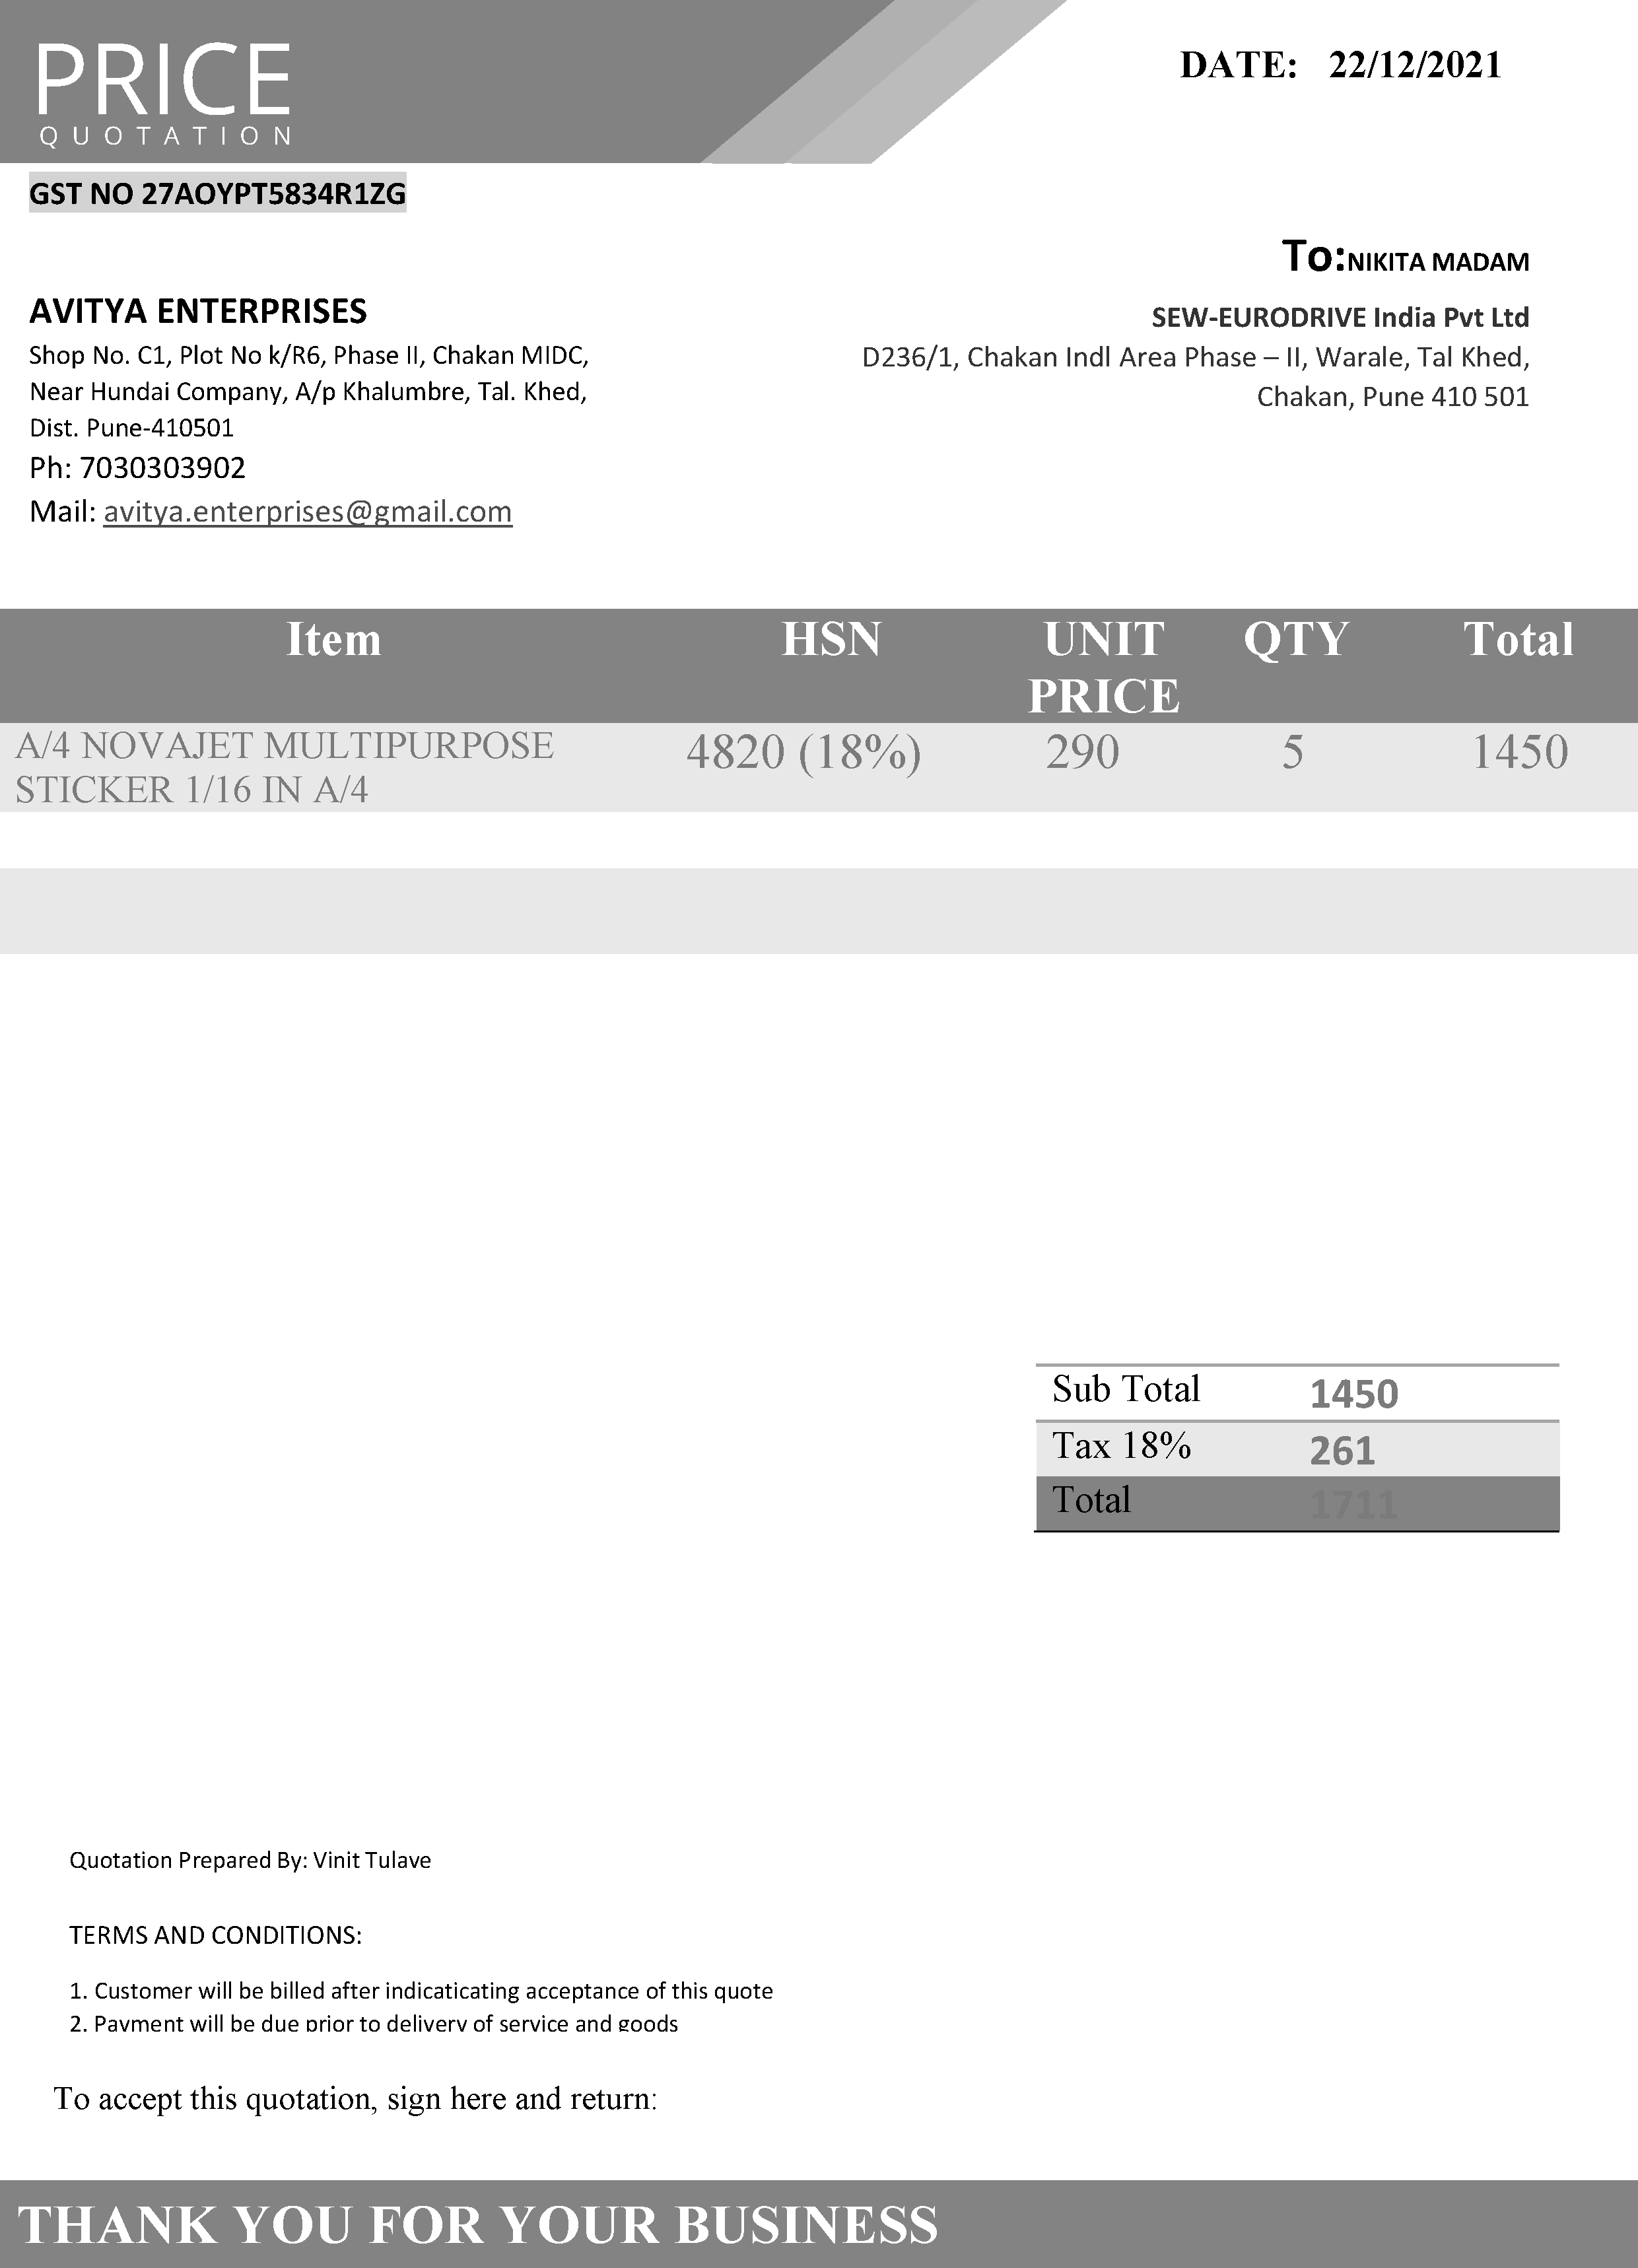 PRICE
QUOTATION
DATE: 22/12/2021
GST NO 27AOYPT5834R1ZG
To:NIKITA MADAM
AVITYA ENTERPRISES
SEW-EURODRIVE India Pvt Ltd
Shop No. C1, Plot No k/R6, Phase II, Chakan MIDC,
D236/1, Chakan Indl Area Phase – II, Warale, Tal Khed,
Near Hundai Company, A/p Khalumbre, Tal. Khed,
Chakan, Pune 410 501
Dist. Pune-410501
Ph: 7030303902
Mail: avitya.enterprises@gmail.com
Item HSN UNIT QTY Total
PRICE
A/4 NOVAJET MULTIPURPOSE 4820 (18%) 290 5 1450
STICKER 1/16 IN A/4
Sub Total 1450
Tax 18% 261
Total 1711
Quotation Prepared By: Vinit Tulave
TERMS AND CONDITIONS:
1. Customer will be billed after indicaticating acceptance of this quote
2. Payment will be due prior to delivery of service and goods
To accept this quotation, sign here and return:
THANK YOU FOR YOUR BUSINESS